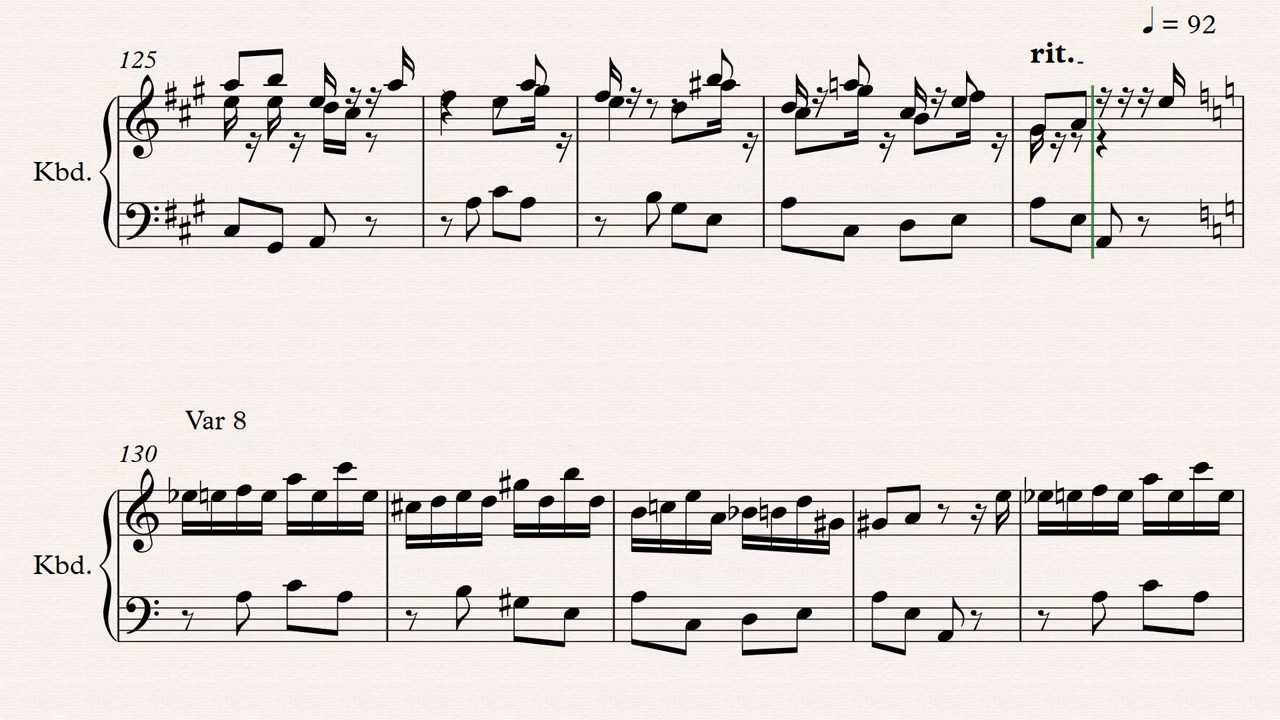 ♩ = 92
125
rit.
Kbd.
Var 8
130
Kbd.